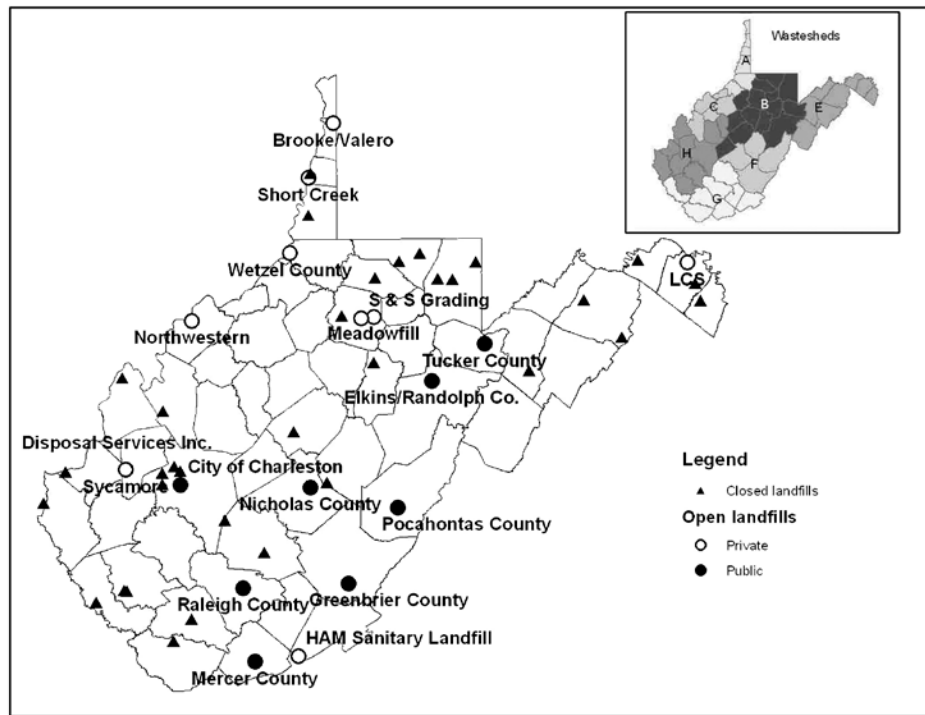 Wastesheds
A
B
C
E
F
G
H
Brooke/Valero
Short Creek
Wetzel County
LCS
S & S Grading
Northwestern
Meadowfill
Tucker County
Elkins/Randolph Co.
Disposal Services Inc.
City of Charleston
Sycamore
Nicholas County
Pocahontas County
Raleigh County
Greenbrier County
HAM Sanitary Landfill
Mercer County
Legend
Closed landfills
Open landfills
Private
Public